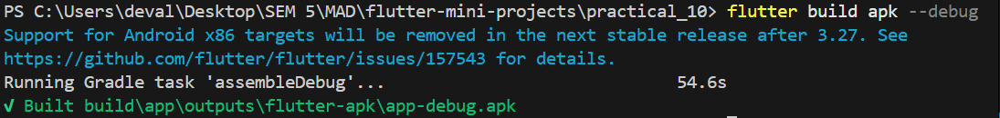 PS C:\Users\deval\Desktop\SEM 5\MAD\flutter-mini-projects\practical_10> flutter build apk --debug
Support for Android x86 targets will be removed in the next stable release after 3.27. See
https://github.com/flutter/flutter/issues/157543 for details.
Running Gradle task 'assembleDebug'... 54.6s
√ Built build\app\outputs\flutter-apk\app-debug.apk